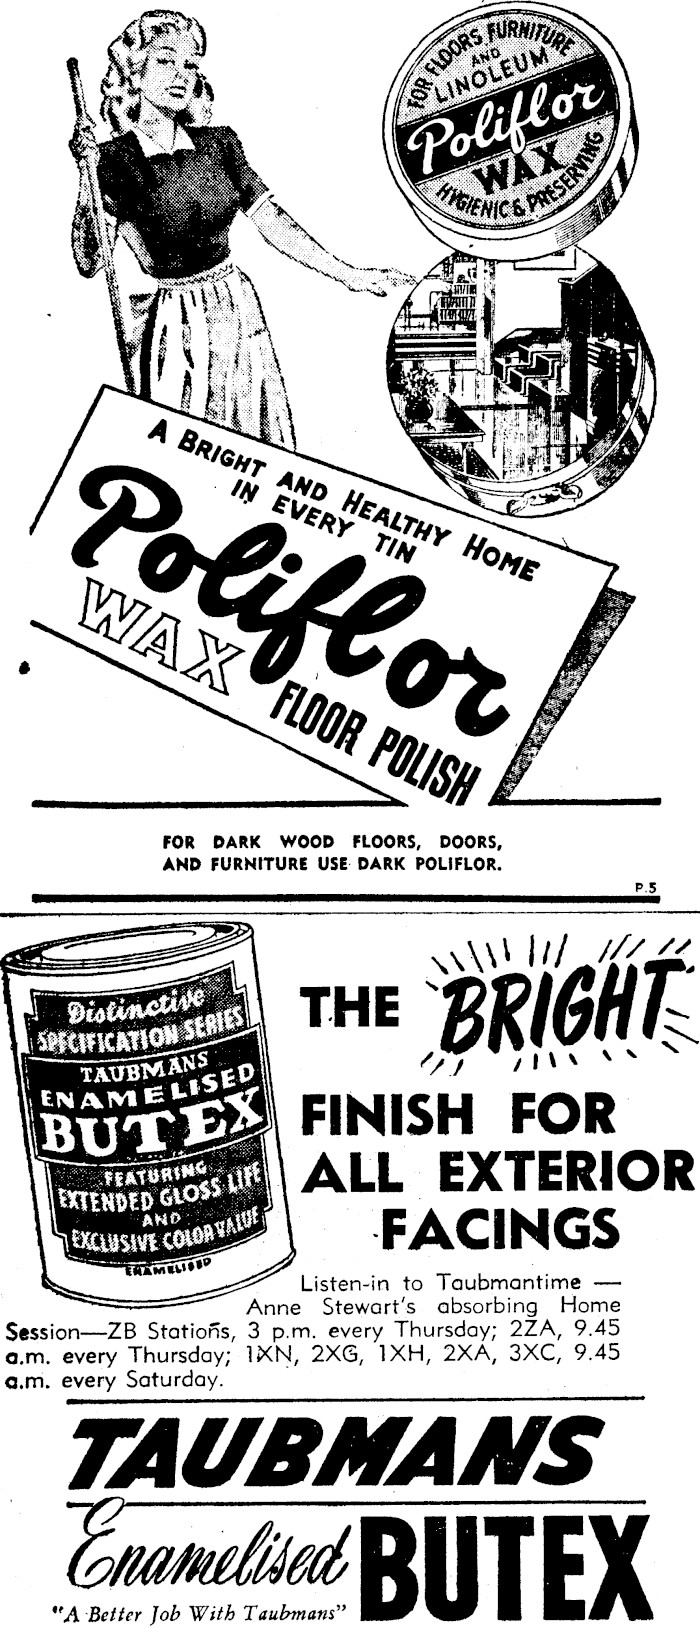 FOR FLOORS FURNITURE
AND
LINOLEUM
Poliflor
WAX
HYGIENIC & PRESERVING
A BRIGHT AND HEALTHY HOME
IN EVERY TIN
Poliflor
WAX
FLOOR POLISH
FOR DARK WOOD FLOORS, DOORS,
AND FURNITURE USE DARK POLIFLOR.
P.5
Distinctive
SPECIFICATION SERIES
TAUBMANS
ENAMELISED
BUTEX
FEATURING
EXTENDED GLOSS LIFE
AND
EXCLUSIVE COLOR VALUE
ENAMELISED
THE BRIGHT
FINISH FOR
ALL EXTERIOR
FACINGS
Listen-in to Taubmantime —
Anne Stewart's absorbing Home
Session—ZB Stations, 3 p.m. every Thursday; 2ZA, 9.45
a.m. every Thursday; 1XN, 2XG, 1XH, 2XA, 3XC, 9.45
a.m. every Saturday.
TAUBMANS
Enamelised BUTEX
"A Better Job With Taubmans"